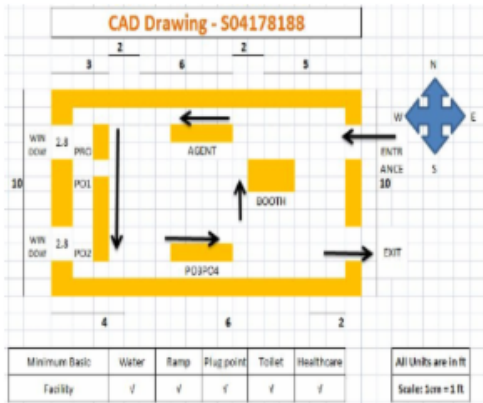 CAD Drawing - S04178188
2 2
3 6 5
N
W E
S
WIN
DOW
2.8
PRO
AGENT
ENTR
ANCE
10 PO1 10
BOOTH
WIN
DOW
2.8
PO2
PO3PO4
EXIT
4 6 2
Minimum Basic Water Ramp Plug point Toilet Healthcare
Facility √ √ √ √ √
All Units are in ft
Scale: 1cm = 1 ft